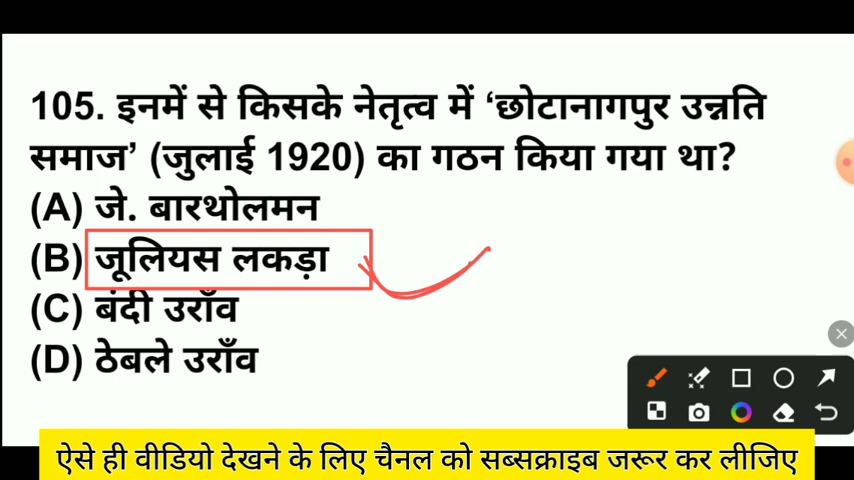 105. इनमें से किसके नेतृत्व में ‘छोटानागपुर उन्नति
समाज’ (जुलाई 1920) का गठन किया गया था?
(A) जे. बारथोलमन
(B) जूलियस लकड़ा
(C) बंदी उराँव
(D) ठेबले उराँव
ऐसे ही वीडियो देखने के लिए चैनल को सब्सक्राइब जरूर कर लीजिए